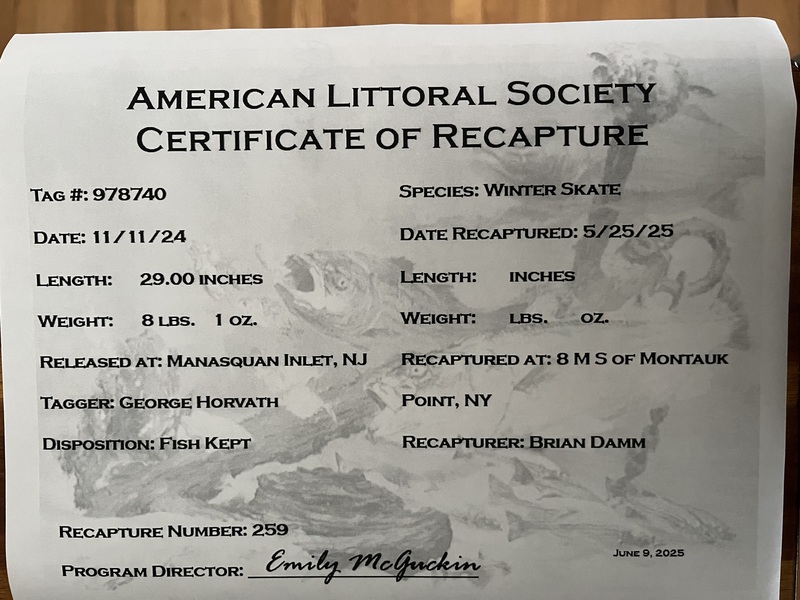 American Littoral Society
Certificate of Recapture
Tag #: 978740
Species: Winter Skate
Date: 11/11/24
Date Recaptured: 5/25/25
Length: 29.00 inches
Length: inches
Weight: 8 lbs. 1 oz.
Weight: lbs. oz.
Released at: Manasquan Inlet, NJ
Recaptured at: 8 M S of Montauk
Tagger: George Horvath
Point, NY
Disposition: Fish Kept
Recapturer: Brian Damm
Recapture Number: 259
June 9, 2025
Program Director: Emily McGuckin